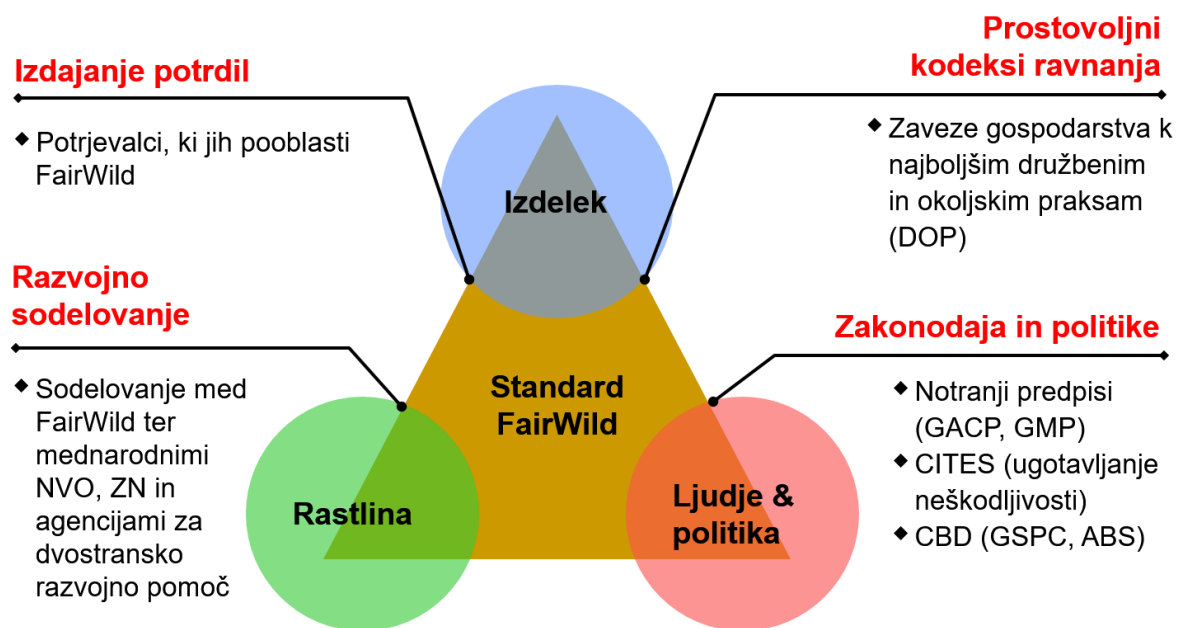 Izdajanje potrdil
◆ Potrjevalci, ki jih pooblasti
FairWild
Prostovoljni
kodeksi ravnanja
◆ Zaveze gospodarstva k
najboljšim družbenim
in okoljskim praksam
(DOP)
Izdelek
Razvojno
sodelovanje
◆ Sodelovanje med
FairWild ter
mednarodnimi
NVO, ZN in
agencijami za
dvostransko
razvojno pomoč
Standard
FairWild
Zakonodaja in politike
◆ Notranji predpisi
(GACP, GMP)
◆ CITES (ugotavljanje
neškodljivosti)
◆ CBD (GSPC, ABS)
Rastlina
Ljudje &
politika